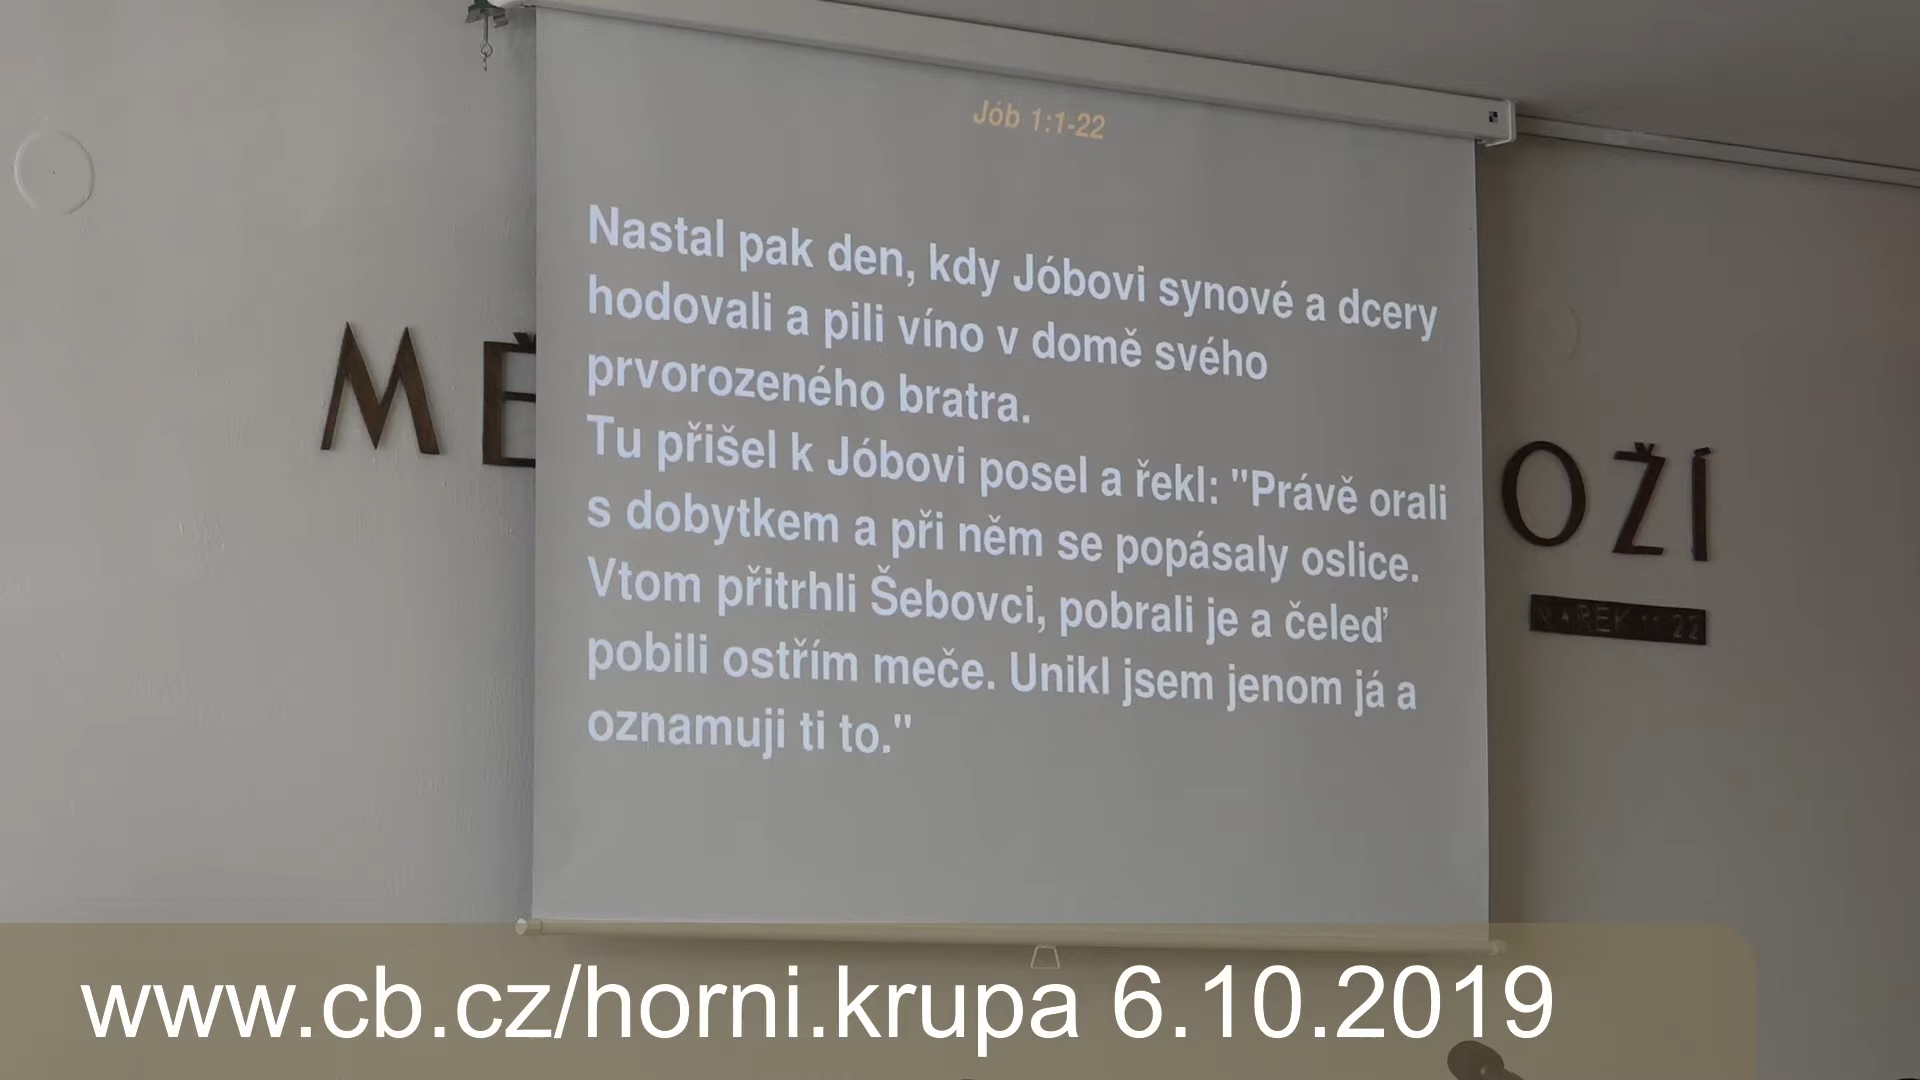 Jób 1:1-22
Nastal pak den, kdy Jóbovi synové a dcery
hodovali a pili víno v domě svého
prvorozeného bratra.
Tu přišel k Jóbovi posel a řekl: "Právě orali
s dobytkem a při něm se popásaly oslice.
Vtom přitrhli Šebovci, pobrali je a čeleď
pobili ostřím meče. Unikl jsem jenom já a
oznamuji ti to."
MĚ
OŽÍ
MAREK 11 22
www.cb.cz/horni.krupa 6.10.2019